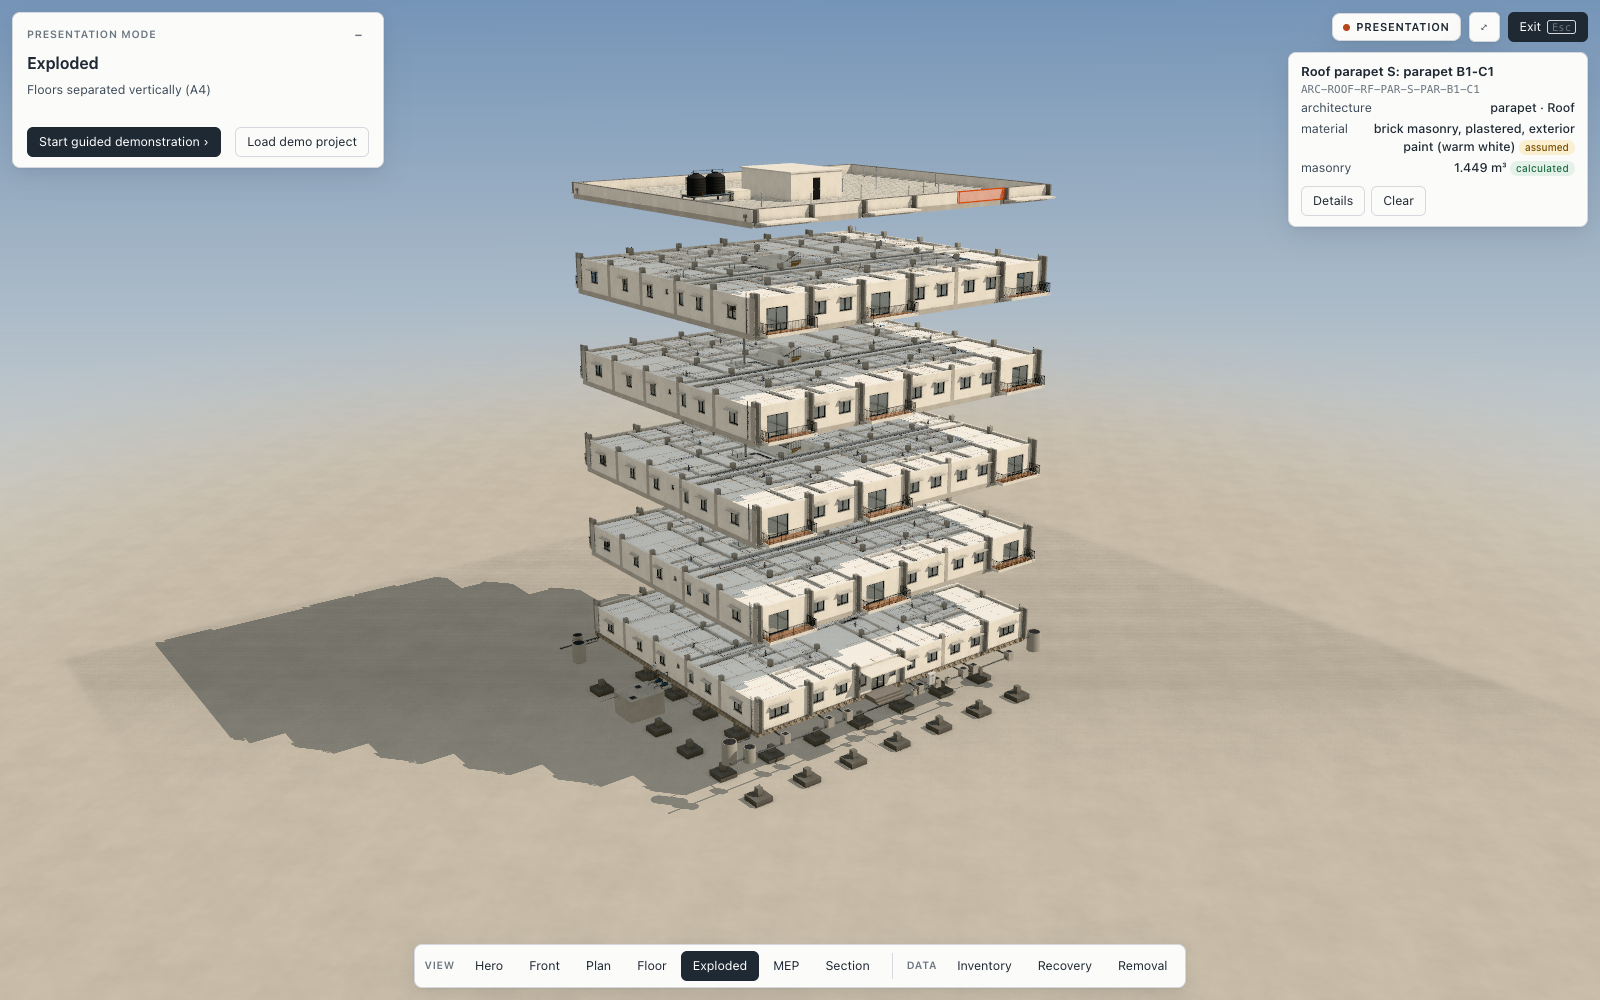 PRESENTATION MODE –
Exploded
Floors separated vertically (A4)
Start guided demonstration ›
Load demo project
PRESENTATION
Exit Esc
Roof parapet S: parapet B1-C1
ARC-ROOF-RF-PAR-S-PAR-B1-C1
architecture parapet · Roof
material brick masonry, plastered, exterior
paint (warm white) assumed
masonry 1.449 m³ calculated
Details Clear
VIEW Hero Front Plan Floor Exploded MEP Section DATA Inventory Recovery Removal